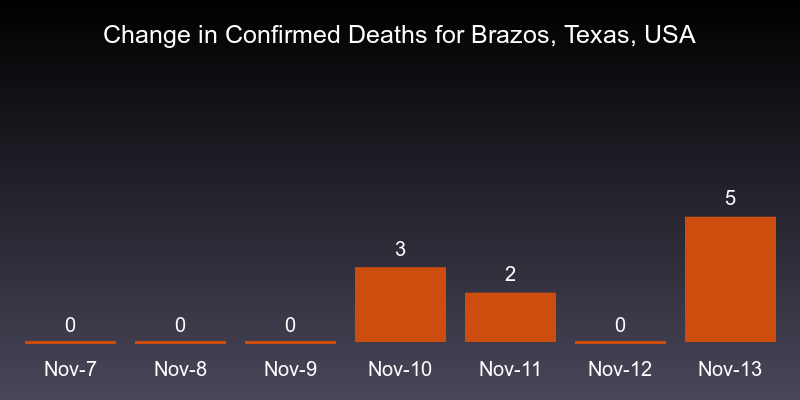 Change in Confirmed Deaths for Brazos, Texas, USA
5
3
2
0 0 0 0
Nov-7 Nov-8 Nov-9 Nov-10 Nov-11 Nov-12 Nov-13